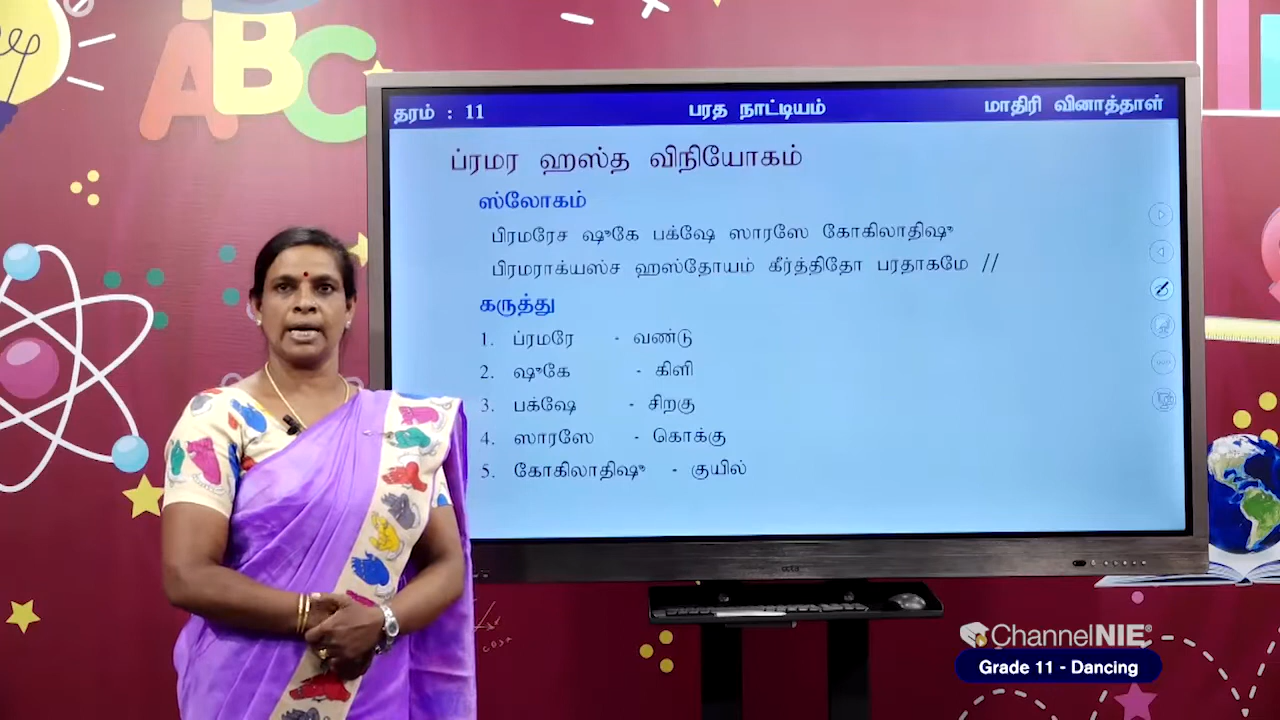 ABC
தரம் : 11 பரத நாட்டியம் மாதிரி வினாத்தாள்
ப்ரமர ஹஸ்த விநியோகம்
ஸ்லோகம்
பிரமரேச ஷுகே பக்ஷே ஸாரஸே கோகிலாதிஷு
பிரமராக்யஸ்ச ஹஸ்தோயம் கீர்த்திதோ பரதாகமே //
கருத்து
1. ப்ரமரே - வண்டு
2. ஷுகே - கிளி
3. பக்ஷே - சிறகு
4. ஸாரஸே - கொக்கு
5. கோகிலாதிஷு - குயில்
ChannelNIE®
Grade 11 - Dancing